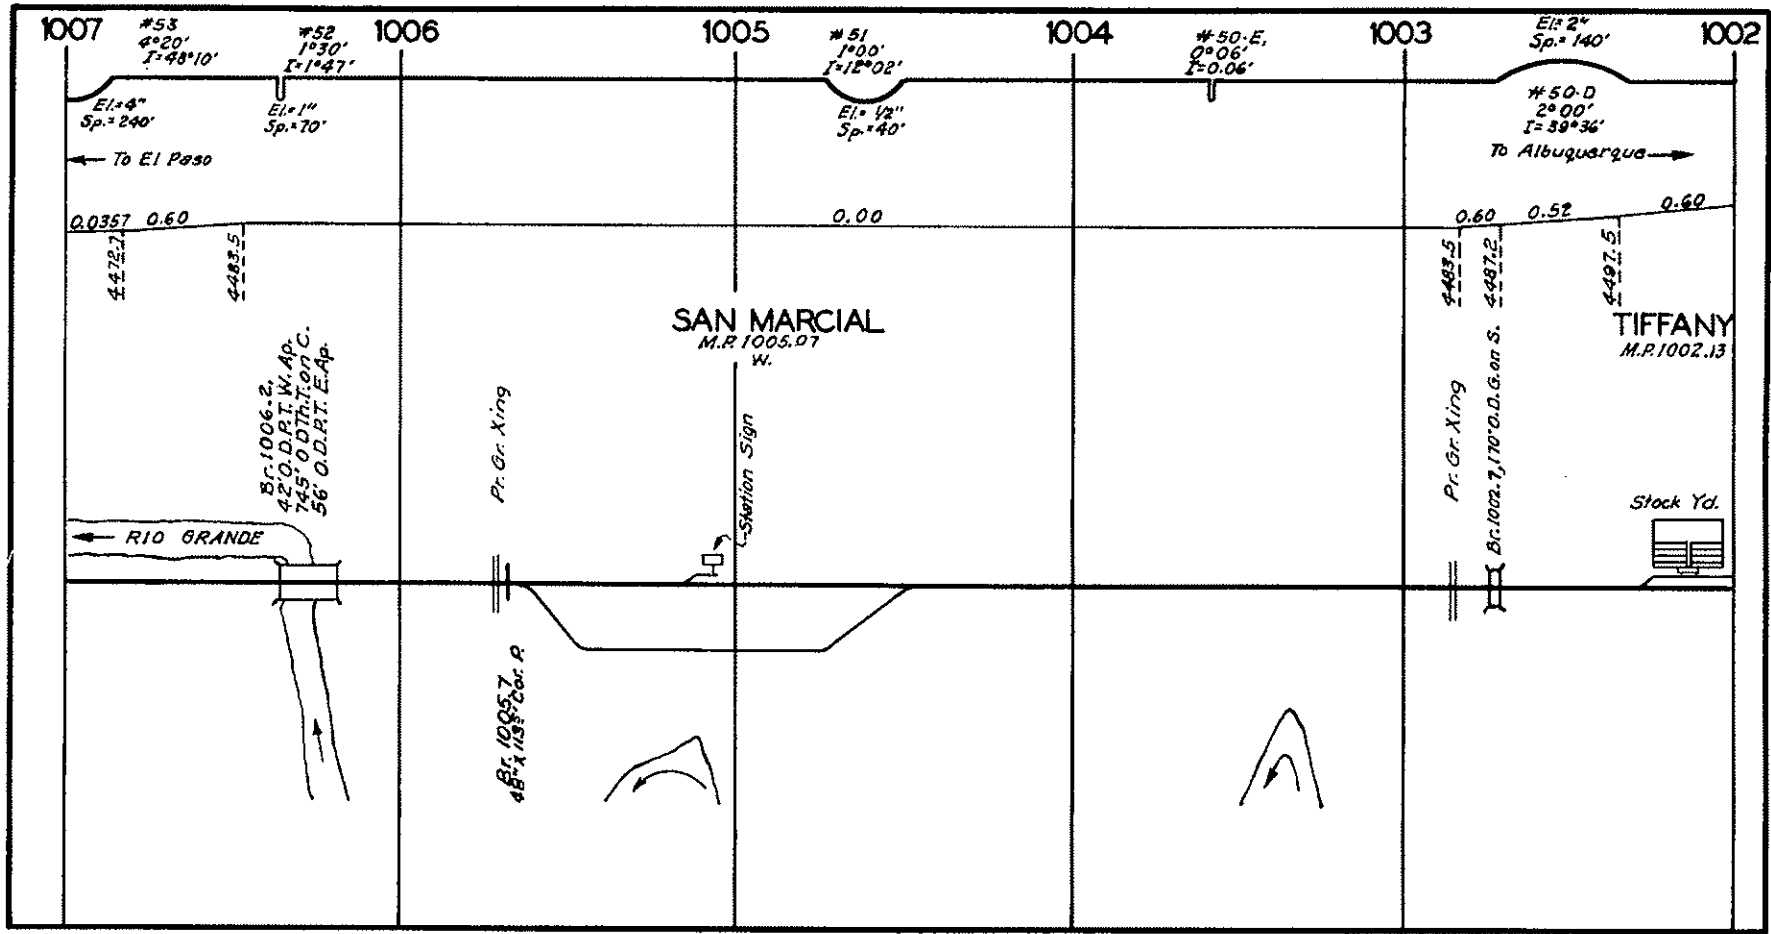 1007
#53
4°20'
I=48°10'
#52
1°30'
I=1°47'
1006
1005
#51
1°00'
I=12°02'
1004
#50-E,
0°06'
I=0.06'
1003
El=2"
Sp.=140'
1002
El.=4"
Sp.=240'
El.=1"
Sp.=70'
El.=1/2"
Sp.=40'
#50-D
2°00'
I=39°36'
To El Paso
To Albuquerque
0.0357 0.60
0.00
0.60 0.52 0.60
4472.7
4483.5
4483.5
4487.2
4497.5
SAN MARCIAL
M.P. 1005.07
W.
TIFFANY
M.P. 1002.13
Br. 1006.2,
42' O.D.P.T. W. Ap.
745' O.D.Th.T. on C.
56' O.D.P.T. E. Ap.
Pr. Gr. Xing
Station Sign
Pr. Gr. Xing
Br. 1002.7, 170' O.D.G. on S.
Stock Yd.
RIO GRANDE
Br. 1005.7
Cor. P.